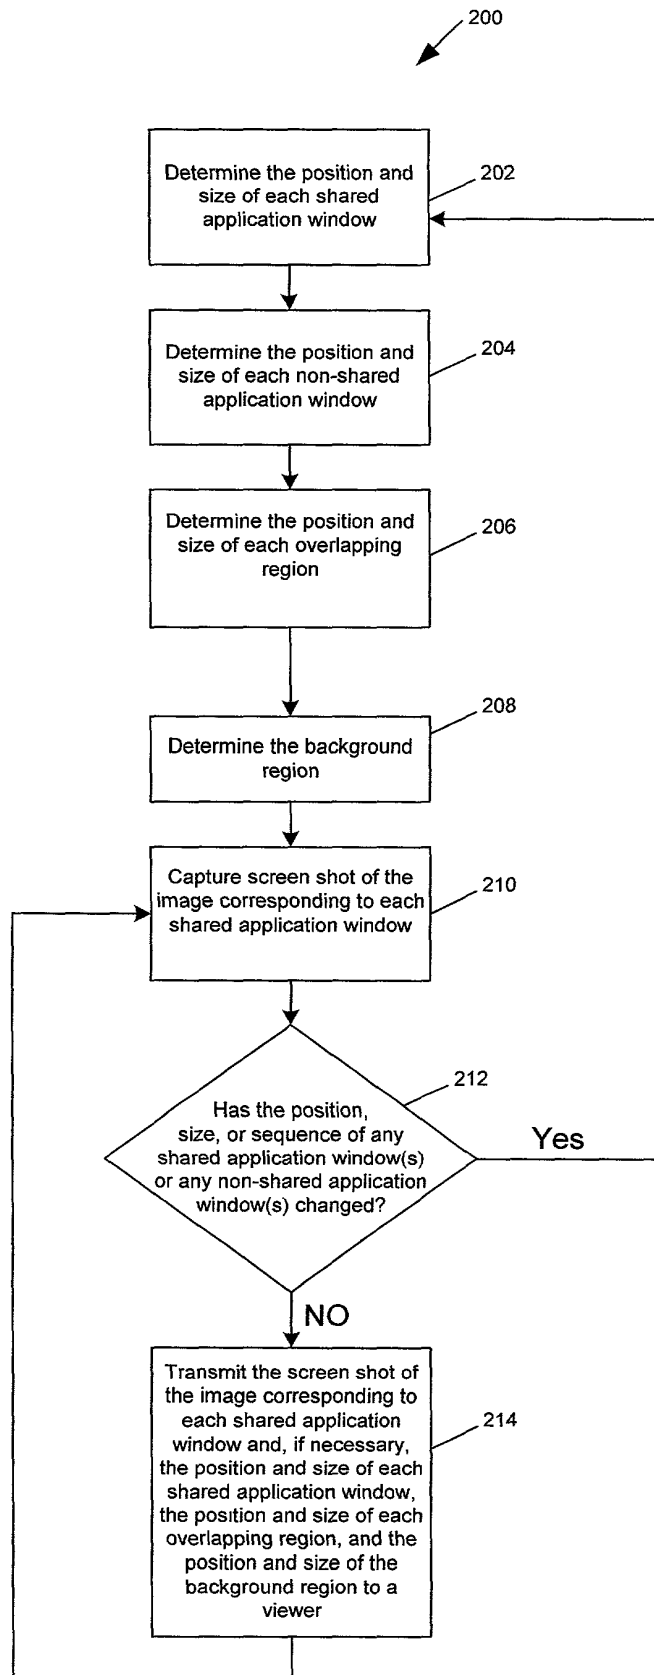 200
Determine the position and
size of each shared
application window
202
Determine the position and
size of each non-shared
application window
204
Determine the position and
size of each overlapping
region
206
208
Determine the background
region
Capture screen shot of the
image corresponding to each
shared application window
210
212
Has the position,
size, or sequence of any
shared application window(s)
or any non-shared application
window(s) changed?
Yes
NO
Transmit the screen shot of
the image corresponding to
each shared application
window and, if necessary,
the position and size of each
shared application window,
the position and size of each
overlapping region, and the
position and size of the
background region to a
viewer
214